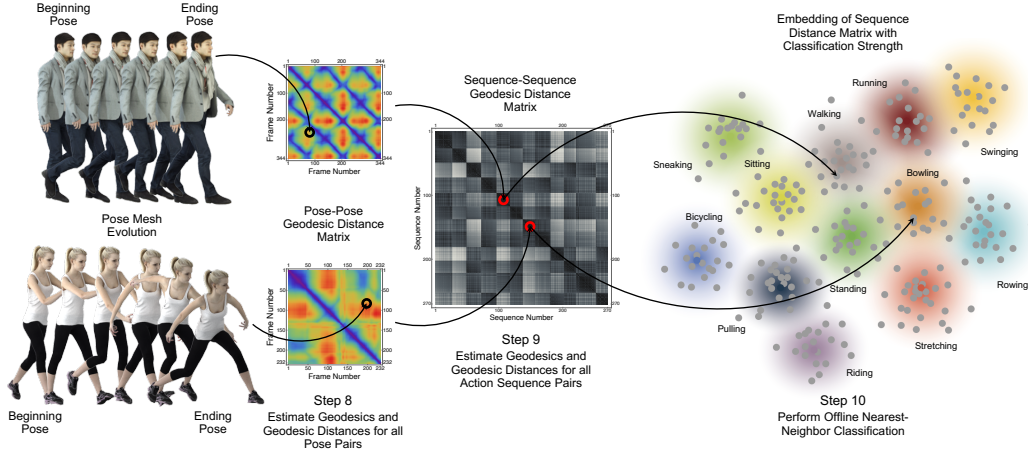 Beginning
Pose
Ending
Pose
Pose Mesh
Evolution
Beginning
Pose
Ending
Pose
1 100 200 344
1
100
200
344
Frame Number
Frame Number
Pose-Pose
Geodesic Distance
Matrix
1 50 100 150 200 232
1
50
100
150
200
232
Frame Number
Frame Number
Step 8
Estimate Geodesics and
Geodesic Distances for all
Pose Pairs
Sequence-Sequence
Geodesic Distance
Matrix
1 100 200 270
1
100
200
270
Sequence Number
1 100 200 270
Sequence Number
Step 9
Estimate Geodesics and
Geodesic Distances for all
Action Sequence Pairs
Embedding of Sequence
Distance Matrix with
Classification Strength
Running
Walking
Swinging
Sneaking
Sitting
Bowling
Bicycling
Rowing
Standing
Pulling
Stretching
Riding
Step 10
Perform Offline Nearest-
Neighbor Classification